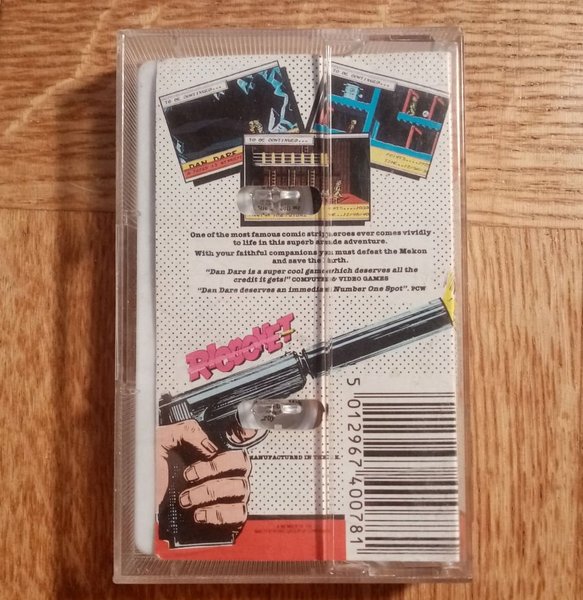 TO BE CONTINUED...
TO BE CONTINUED...
TO BE CONTINUED...
DAN DARE
One of the most famous comic strip heroes ever comes vividly
to life in this superb arcade adventure.
With your faithful companions you must defeat the Mekon
and save the Earth.
"Dan Dare is a super cool game which deserves all the
credit it gets!" COMPUTER & VIDEO GAMES
"Dan Dare deserves an immediate Number One Spot". PCW
RICOCHET
MANUFACTURED IN THE U.K.
5 012967 400781